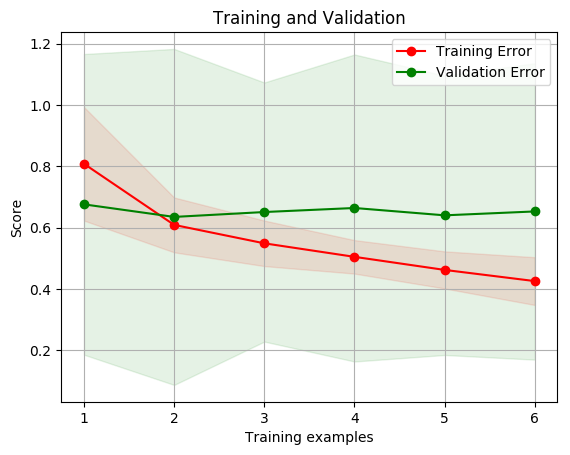 Training and Validation
Training Error
Validation Error
Score
1.2
1.0
0.8
0.6
0.4
0.2
1 2 3 4 5 6
Training examples